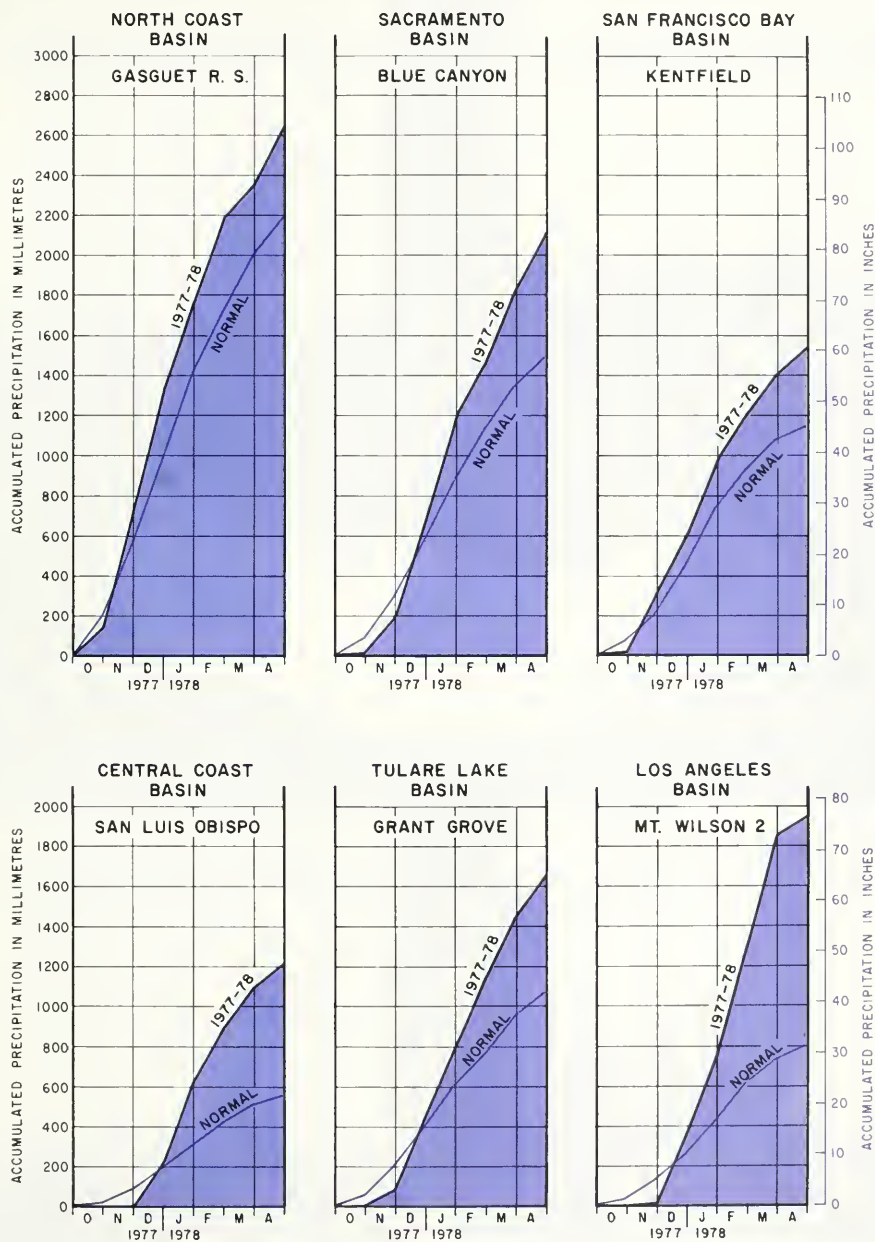 NORTH COAST
BASIN
SACRAMENTO
BASIN
SAN FRANCISCO BAY
BASIN
GASGUET R. S.
BLUE CANYON
KENTFIELD
ACCUMULATED PRECIPITATION IN MILLIMETRES
3000
2800
2600
2400
2200
2000
1800
1600
1400
1200
1000
800
600
400
200
0
1977-78
NORMAL
1977-78
NORMAL
1977-78
NORMAL
110
100
90
80
70
60
50
40
30
20
10
0
ACCUMULATED PRECIPITATION IN INCHES
O N D J F M A
1977 1978
O N D J F M A
1977 1978
O N D J F M A
1977 1978
CENTRAL COAST
BASIN
TULARE LAKE
BASIN
LOS ANGELES
BASIN
SAN LUIS OBISPO
GRANT GROVE
MT. WILSON 2
ACCUMULATED PRECIPITATION IN MILLIMETRES
2000
1800
1600
1400
1200
1000
800
600
400
200
0
1977-78
NORMAL
1977-78
NORMAL
1977-78
NORMAL
80
70
60
50
40
30
20
10
0
ACCUMULATED PRECIPITATION IN INCHES
O N D J F M A
1977 1978
O N D J F M A
1977 1978
O N D J F M A
1977 1978